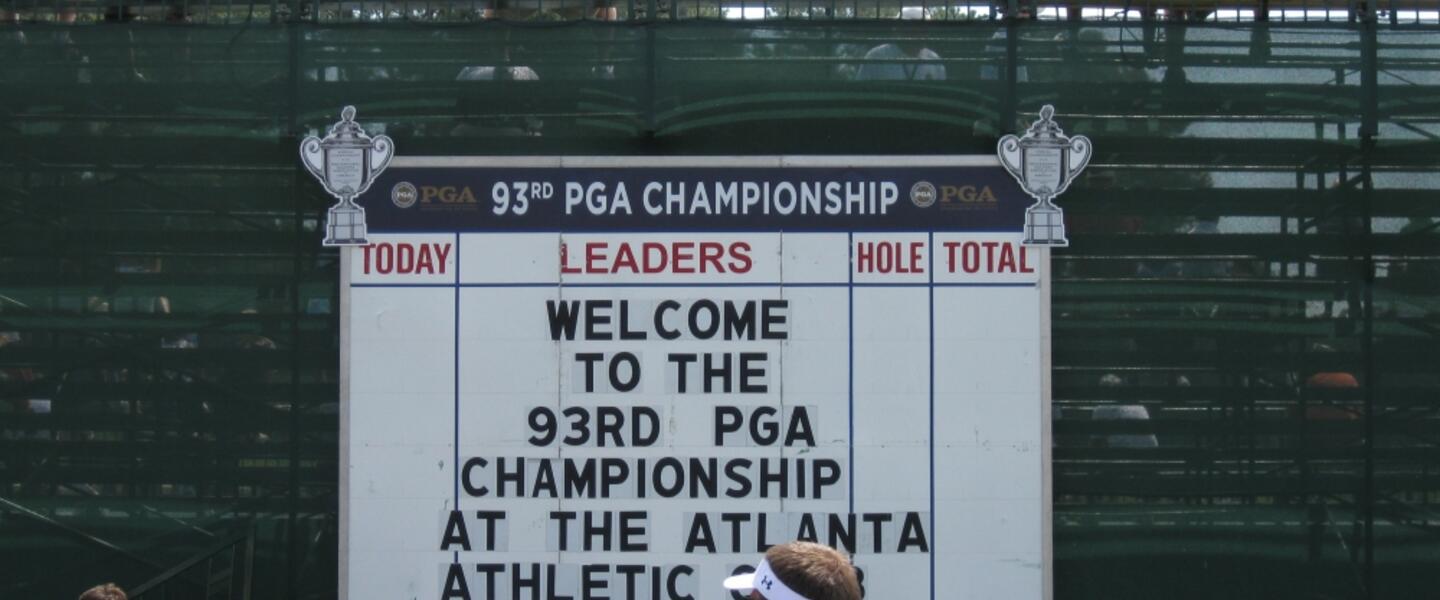 PGA 93RD PGA CHAMPIONSHIP PGA
TODAY LEADERS HOLE TOTAL
WELCOME
TO THE
93RD PGA
CHAMPIONSHIP
AT THE ATLANTA
ATHLETIC